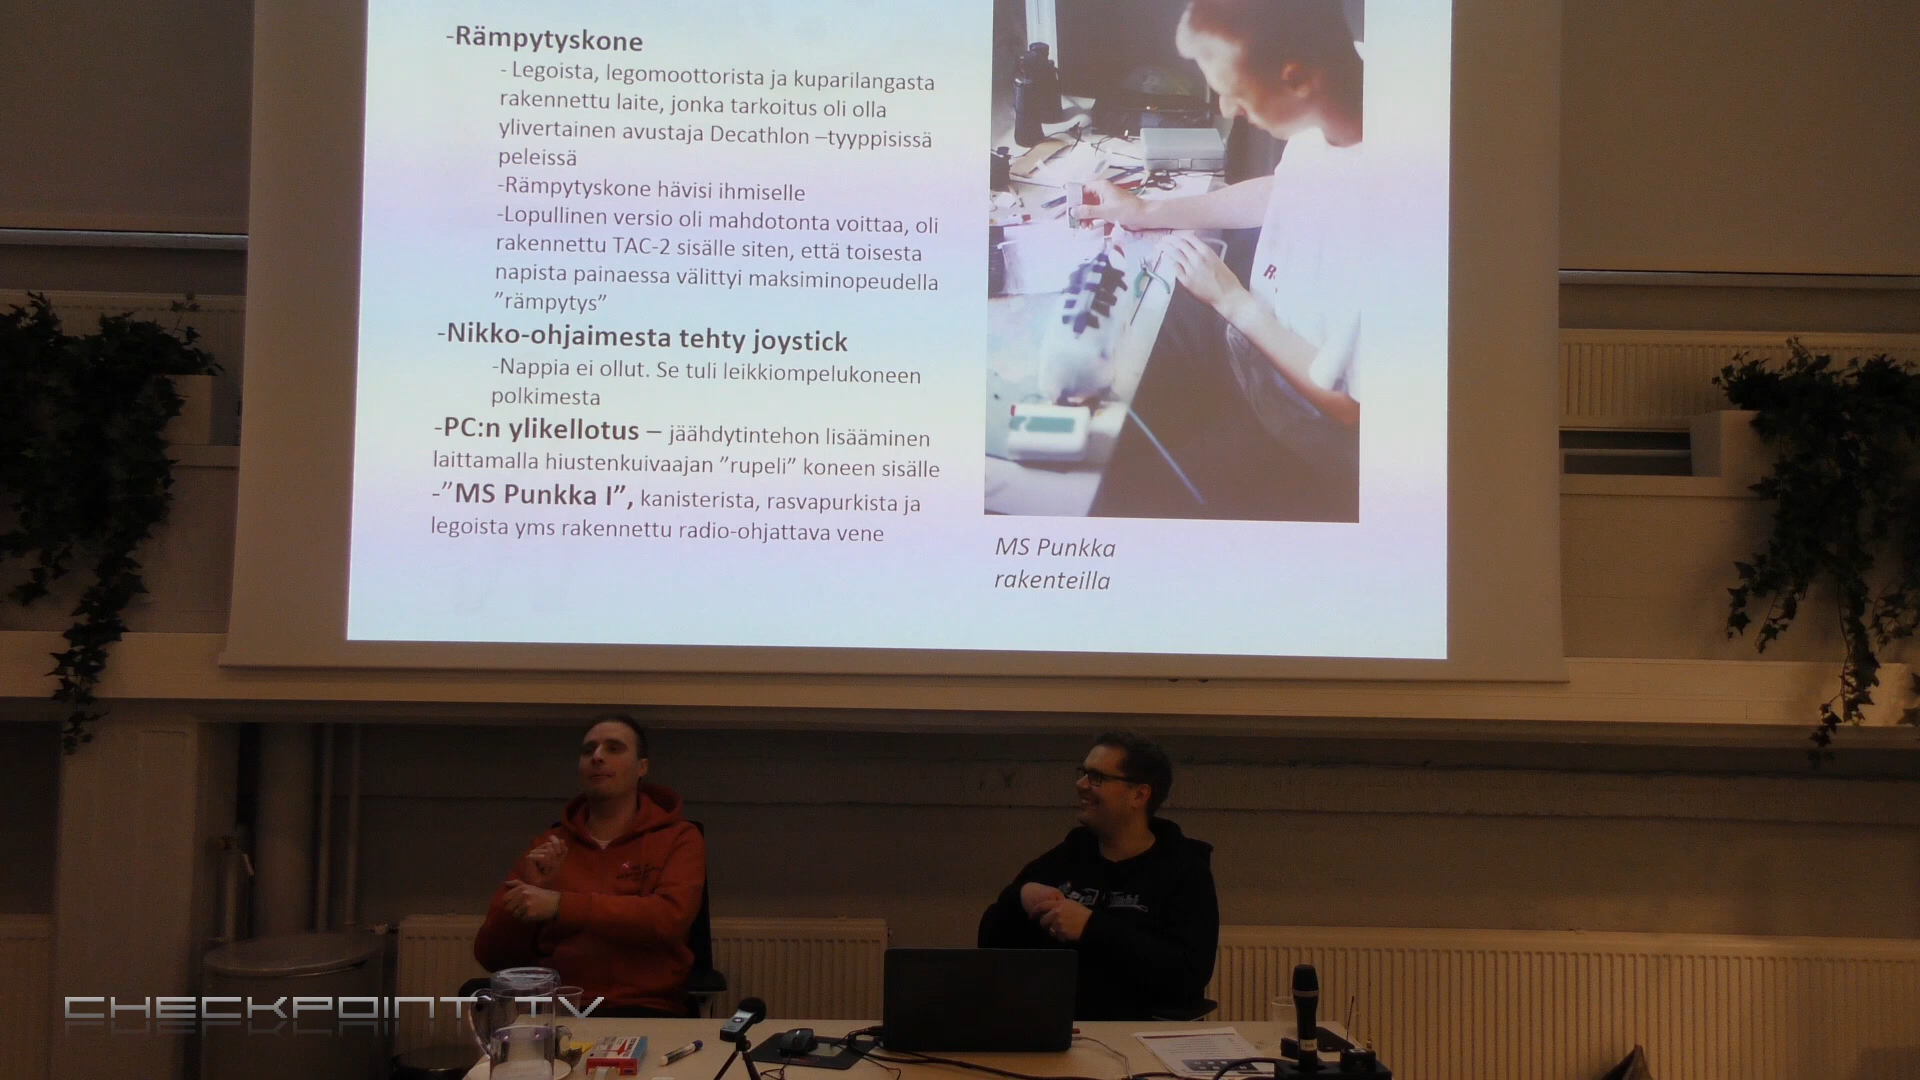 -Rämpytyskone
- Legoista, legomoottorista ja kuparilangasta
rakennettu laite, jonka tarkoitus oli olla
ylivertainen avustaja Decathlon –tyyppisissä
peleissä
-Rämpytyskone hävisi ihmiselle
-Lopullinen versio oli mahdotonta voittaa, oli
rakennettu TAC-2 sisälle siten, että toisesta
napista painaessa välittyi maksiminopeudella
”rämpytys”
-Nikko-ohjaimesta tehty joystick
-Nappia ei ollut. Se tuli leikkiompelukoneen
polkimesta
-PC:n ylikellotus – jäähdytintehon lisääminen
laittamalla hiustenkuivaajan ”rupeli” koneen sisälle
-”MS Punkka I”, kanisterista, rasvapurkista ja
legoista yms rakennettu radio-ohjattava vene
MS Punkka
rakenteilla
CHECKPOINT TV